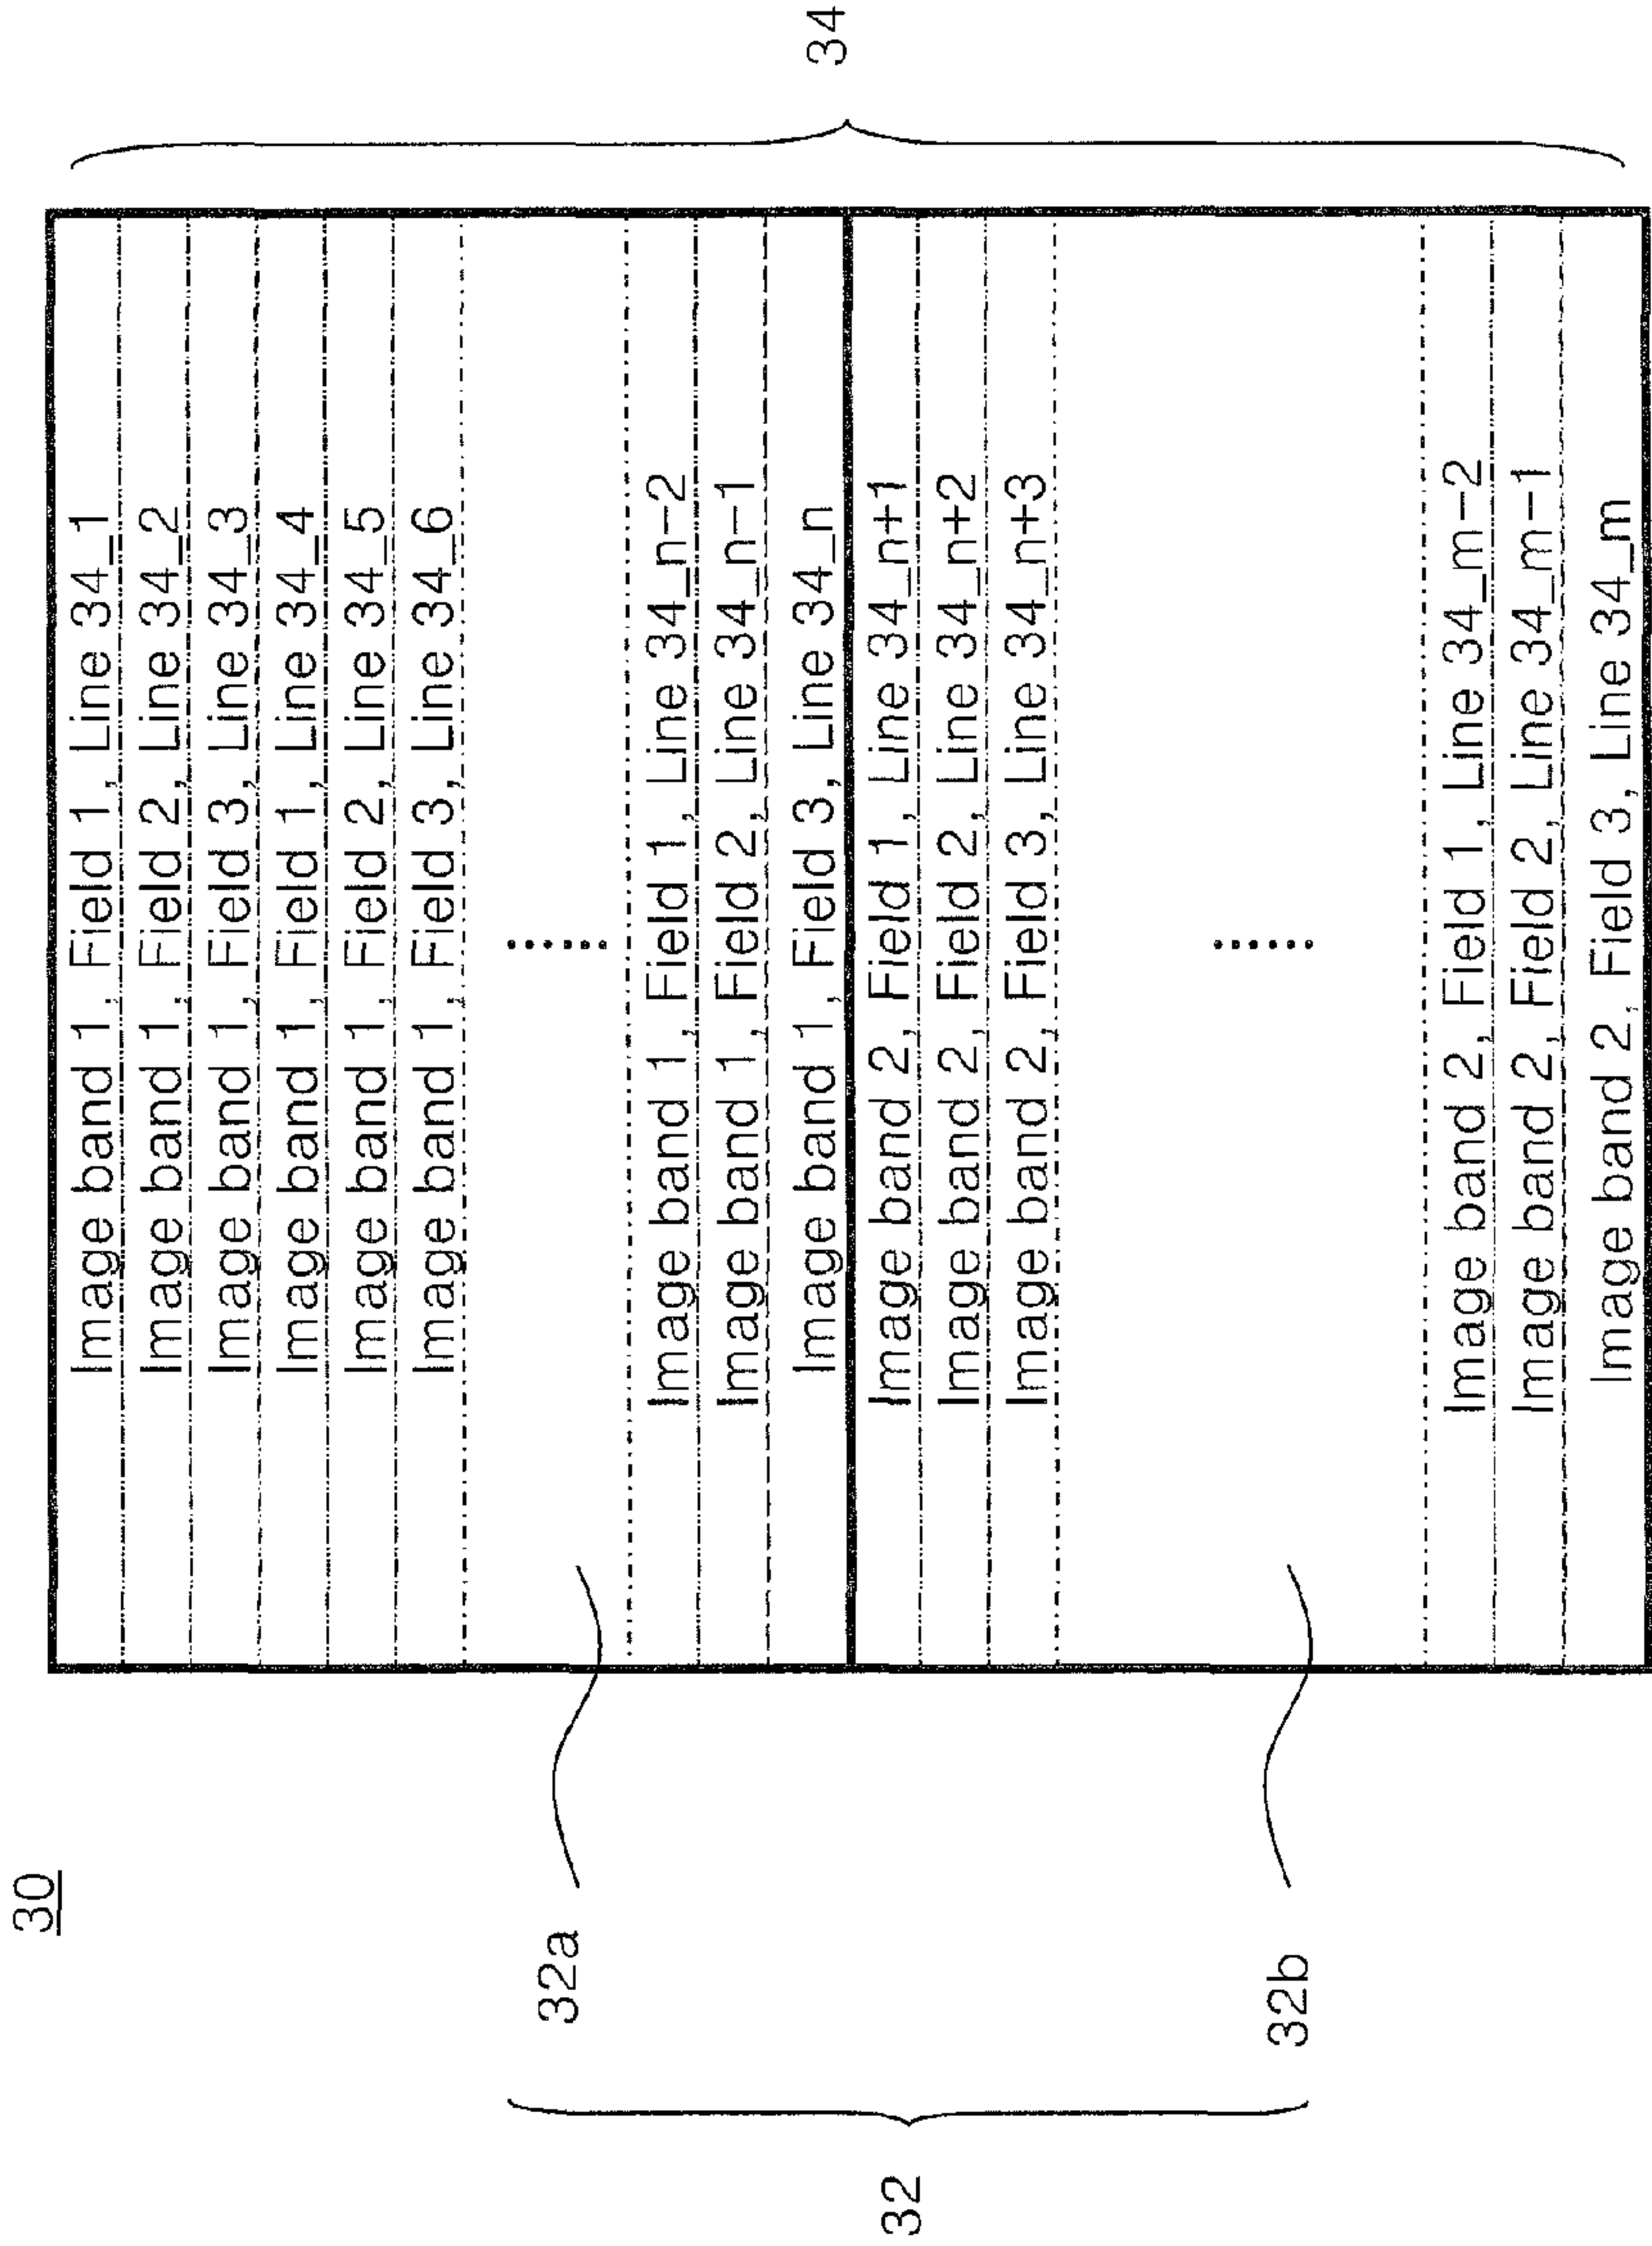 30
Image band 1, Field 1, Line 34_1
Image band 1, Field 2, Line 34_2
Image band 1, Field 3, Line 34_3
Image band 1, Field 1, Line 34_4
Image band 1, Field 2, Line 34_5
Image band 1, Field 3, Line 34_6
......
Image band 1, Field 1, Line 34_n-2
Image band 1, Field 2, Line 34_n-1
Image band 1, Field 3, Line 34_n
Image band 2, Field 1, Line 34_n+1
Image band 2, Field 2, Line 34_n+2
Image band 2, Field 3, Line 34_n+3
......
Image band 2, Field 1, Line 34_m-2
Image band 2, Field 2, Line 34_m-1
Image band 2, Field 3, Line 34_m
32a
32b
32
34